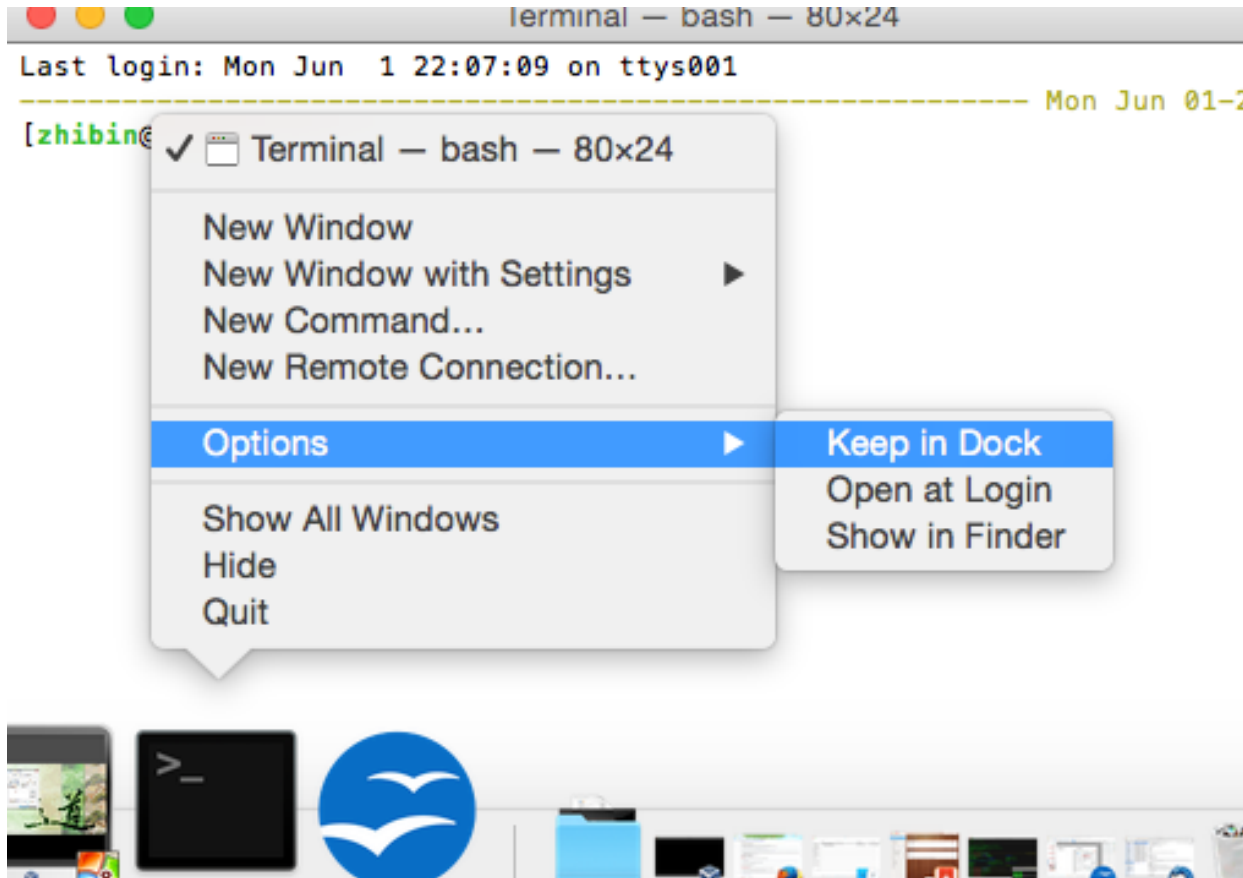 Terminal — bash — 80×24
Last login: Mon Jun  1 22:07:09 on ttys001
Mon Jun 01-2
[zhibin@
✓ Terminal — bash — 80×24
New Window
New Window with Settings
New Command...
New Remote Connection...
Options
Keep in Dock
Open at Login
Show in Finder
Show All Windows
Hide
Quit
>_
道